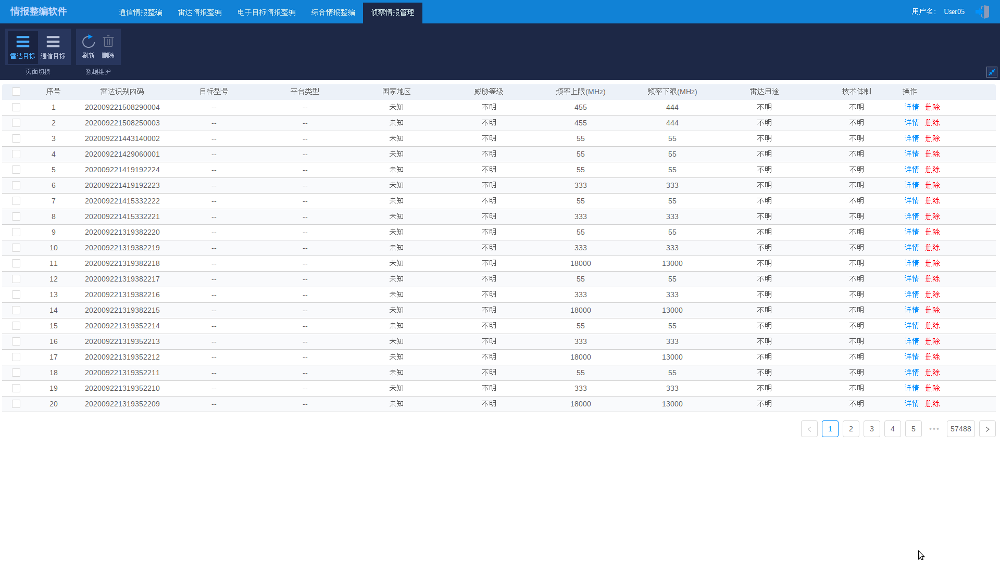 情报整编软件 通信情报整编 雷达情报整编 电子目标情报整编 综合情报整编 侦察情报管理 用户名： User05
雷达目标 通信目标 刷新 删除
页面切换 数据维护
序号 雷达识别内码 目标型号 平台类型 国家地区 威胁等级 频率上限(MHz) 频率下限(MHz) 雷达用途 技术体制 操作
1 202009221508290004 -- -- 未知 不明 455 444 不明 不明 详情 删除
2 202009221508250003 -- -- 未知 不明 455 444 不明 不明 详情 删除
3 202009221443140002 -- -- 未知 不明 55 55 不明 不明 详情 删除
4 202009221429060001 -- -- 未知 不明 55 55 不明 不明 详情 删除
5 202009221419192224 -- -- 未知 不明 55 55 不明 不明 详情 删除
6 202009221419192223 -- -- 未知 不明 333 333 不明 不明 详情 删除
7 202009221415332222 -- -- 未知 不明 55 55 不明 不明 详情 删除
8 202009221415332221 -- -- 未知 不明 333 333 不明 不明 详情 删除
9 202009221319382220 -- -- 未知 不明 55 55 不明 不明 详情 删除
10 202009221319382219 -- -- 未知 不明 333 333 不明 不明 详情 删除
11 202009221319382218 -- -- 未知 不明 18000 13000 不明 不明 详情 删除
12 202009221319382217 -- -- 未知 不明 55 55 不明 不明 详情 删除
13 202009221319382216 -- -- 未知 不明 333 333 不明 不明 详情 删除
14 202009221319382215 -- -- 未知 不明 18000 13000 不明 不明 详情 删除
15 202009221319352214 -- -- 未知 不明 55 55 不明 不明 详情 删除
16 202009221319352213 -- -- 未知 不明 333 333 不明 不明 详情 删除
17 202009221319352212 -- -- 未知 不明 18000 13000 不明 不明 详情 删除
18 202009221319352211 -- -- 未知 不明 55 55 不明 不明 详情 删除
19 202009221319352210 -- -- 未知 不明 333 333 不明 不明 详情 删除
20 202009221319352209 -- -- 未知 不明 18000 13000 不明 不明 详情 删除
< 1 2 3 4 5 ••• 57488 >